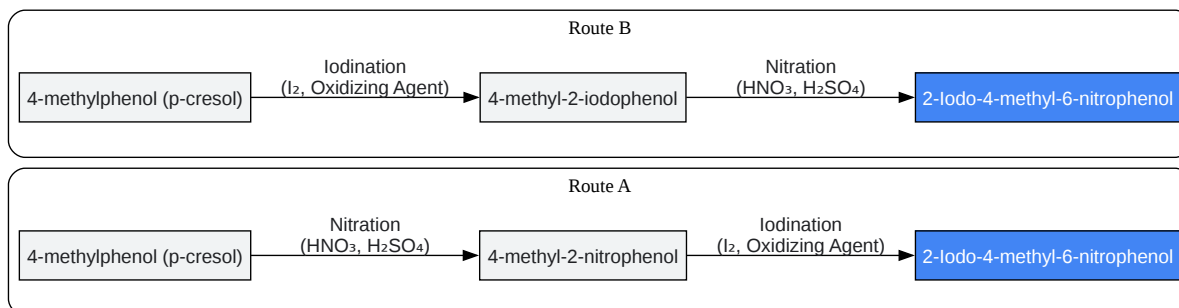 Route B
Iodination
(I₂, Oxidizing Agent)
Nitration
(HNO₃, H₂SO₄)
4-methylphenol (p-cresol)
4-methyl-2-iodophenol
2-Iodo-4-methyl-6-nitrophenol
Route A
Nitration
(HNO₃, H₂SO₄)
Iodination
(I₂, Oxidizing Agent)
4-methylphenol (p-cresol)
4-methyl-2-nitrophenol
2-Iodo-4-methyl-6-nitrophenol